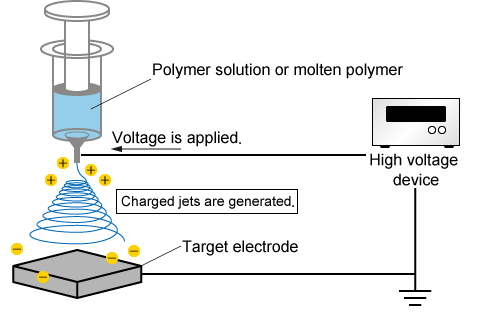 Polymer solution or molten polymer
Voltage is applied.
High voltage
device
Charged jets are generated.
Target electrode